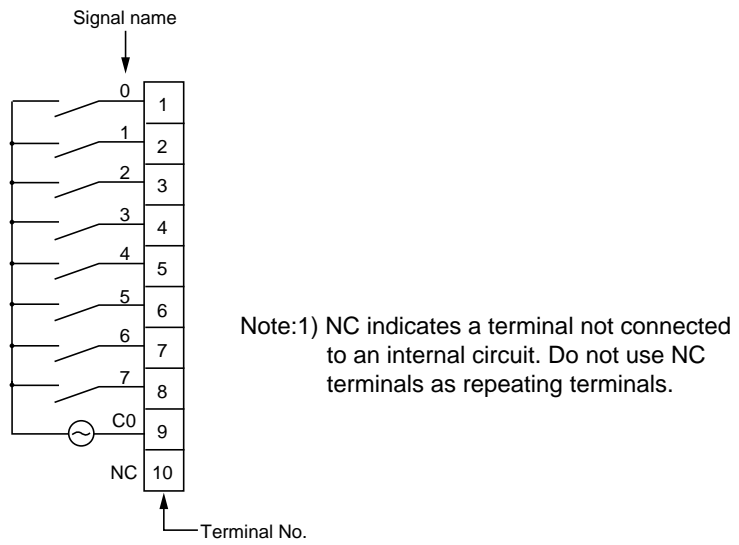 Signal name
0
1
1
2
2
3
3
4
4
5
5
6
6
7
7
8
C0
9
NC
10
Terminal No.
Note:1) NC indicates a terminal not connected
to an internal circuit. Do not use NC
terminals as repeating terminals.